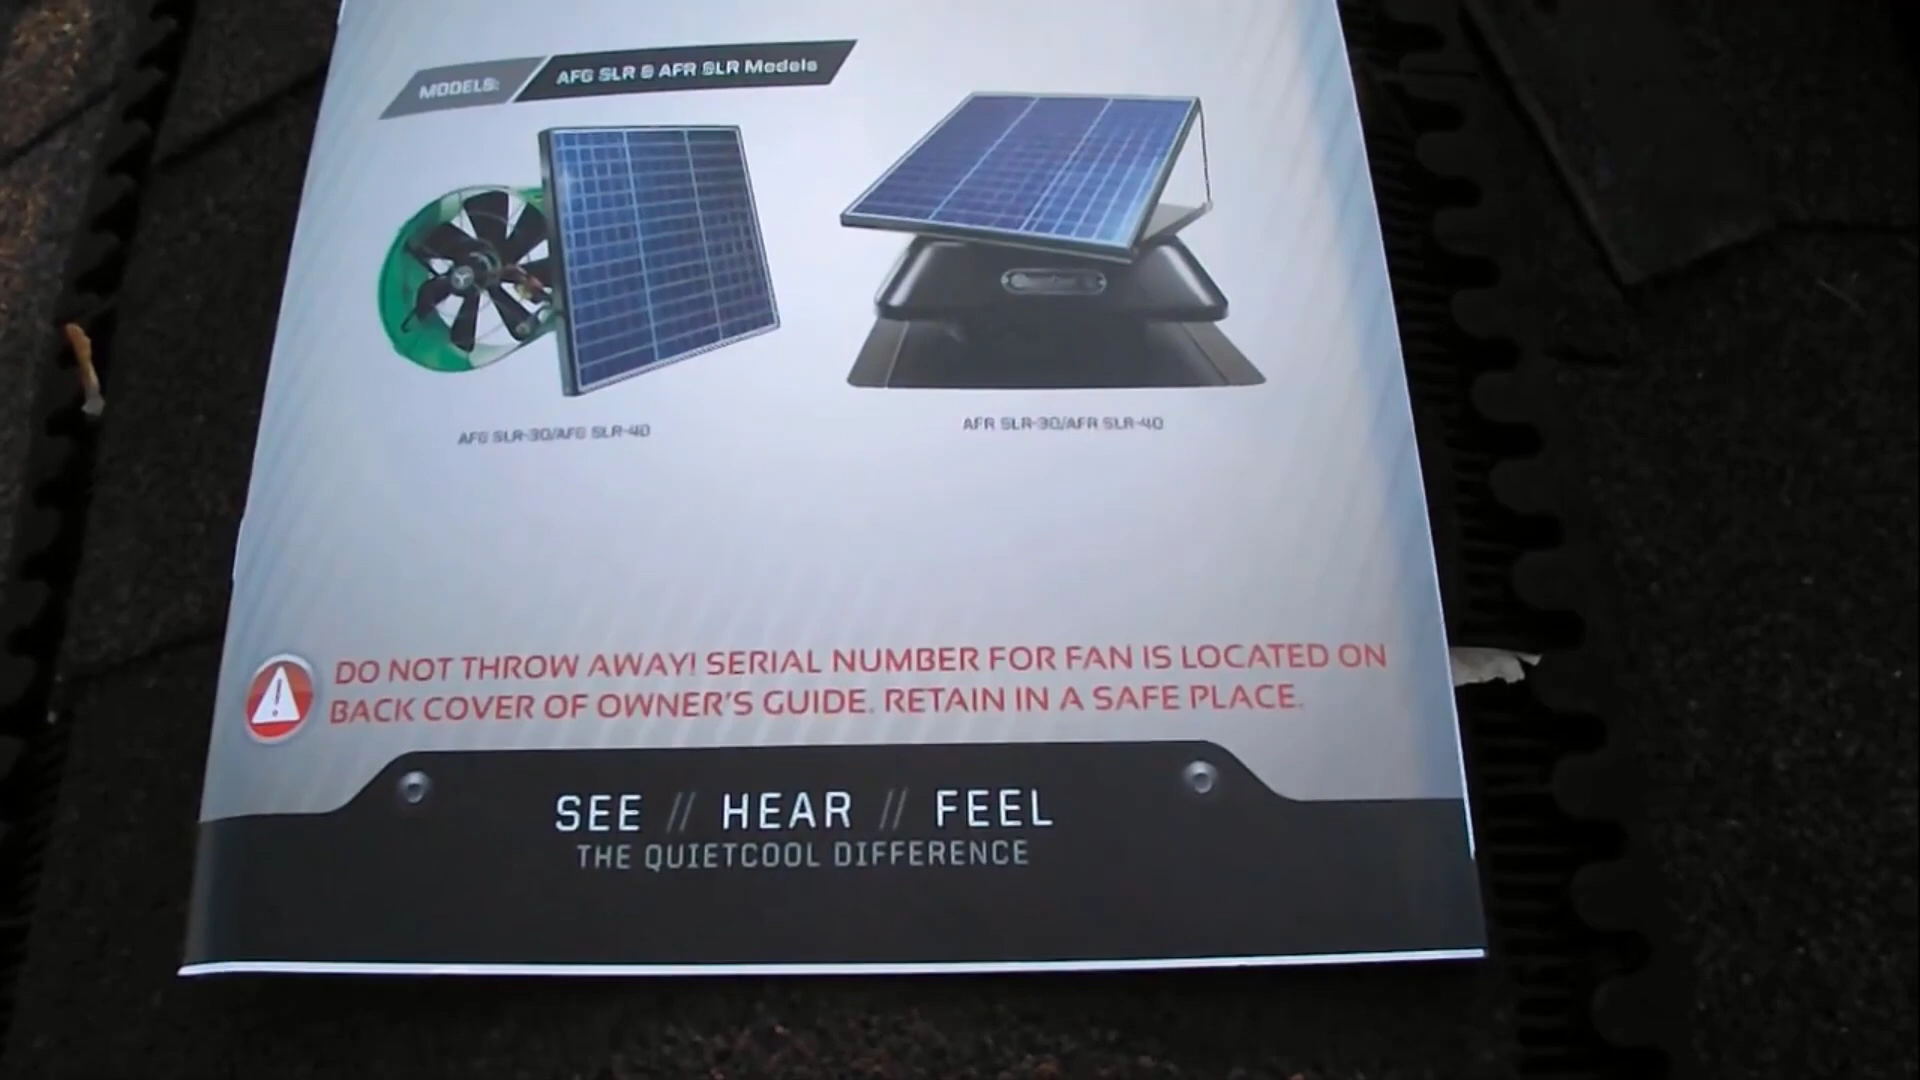 MODELS: AFG SLR & AFR SLR Models
AFG SLR-30/AFG SLR-40
AFR SLR-30/AFR SLR-40
DO NOT THROW AWAY! SERIAL NUMBER FOR FAN IS LOCATED ON
BACK COVER OF OWNER'S GUIDE. RETAIN IN A SAFE PLACE.
SEE // HEAR // FEEL
THE QUIETCOOL DIFFERENCE